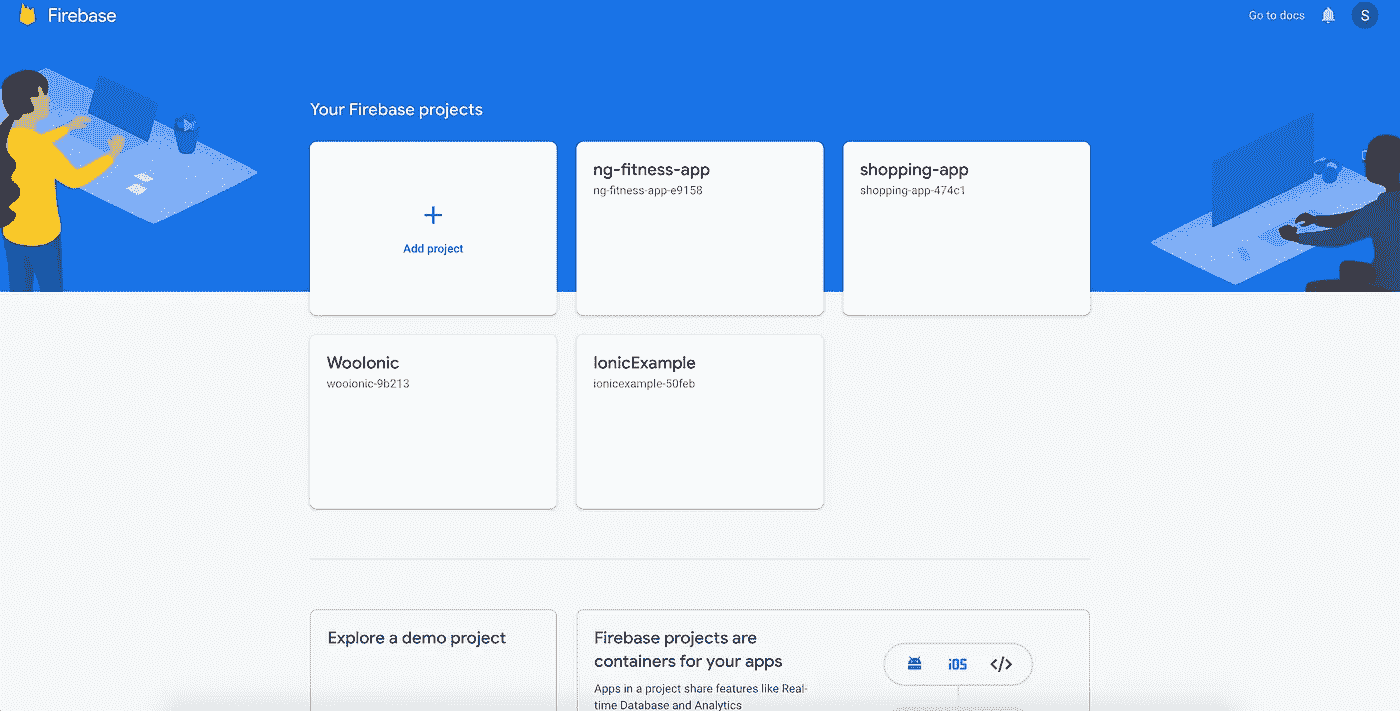 Firebase
Go to docs
S
Your Firebase projects
Add project
ng-fitness-app
ng-fitness-app-e9158
shopping-app
shopping-app-474c1
WooIonic
wooionic-9b213
IonicExample
ionicexample-50feb
Explore a demo project
Firebase projects are
containers for your apps
Apps in a project share features like Real-
time Database and Analytics
iOS